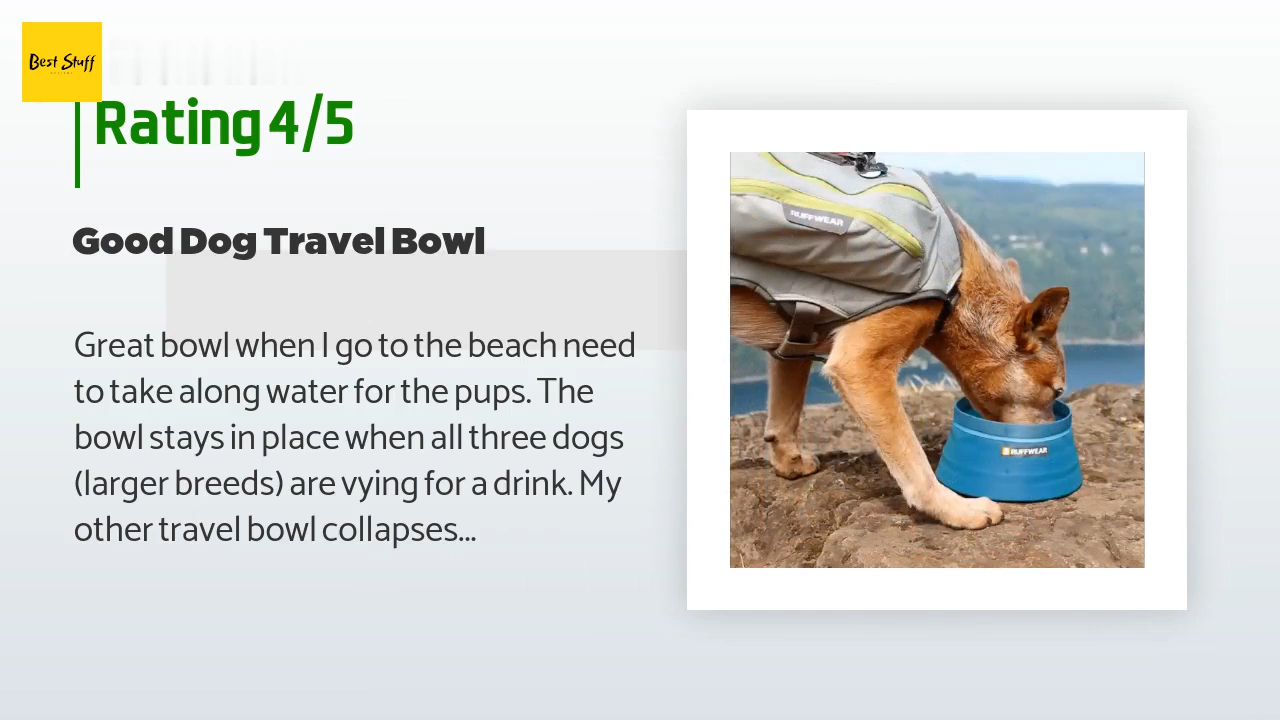 Best Stuff
Rating 4/5
Good Dog Travel Bowl
Great bowl when I go to the beach need
to take along water for the pups. The
bowl stays in place when all three dogs
(larger breeds) are vying for a drink. My
other travel bowl collapses...
RUFFWEAR
RUFFWEAR